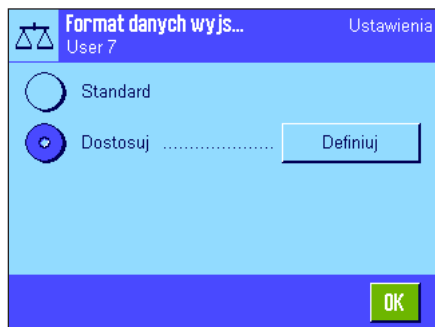 Format danych wyjs... Ustawienia
User 7
Standard
Dostosuj ..................... Definiuj
OK